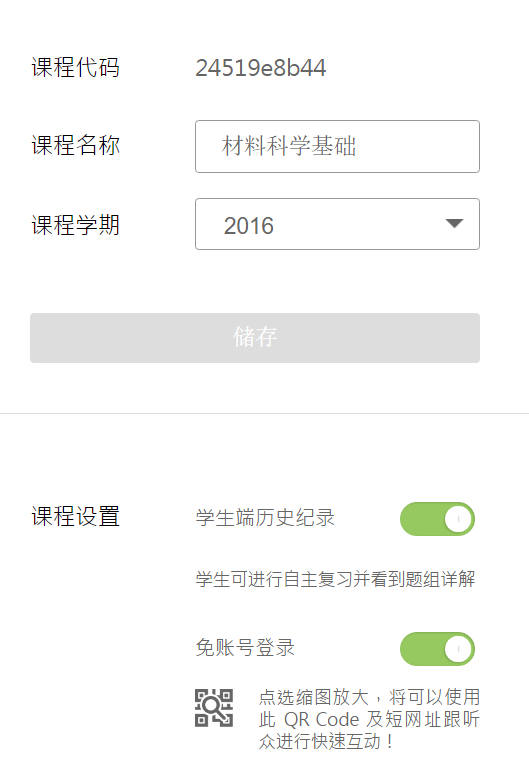 课程代码 24519e8b44
课程名称 材料科学基础
课程学期 2016
储存
课程设置 学生端历史纪录
学生可进行自主复习并看到题组详解
免账号登录
点选缩图放大，将可以使用
此 QR Code 及短网址跟听
众进行快速互动！